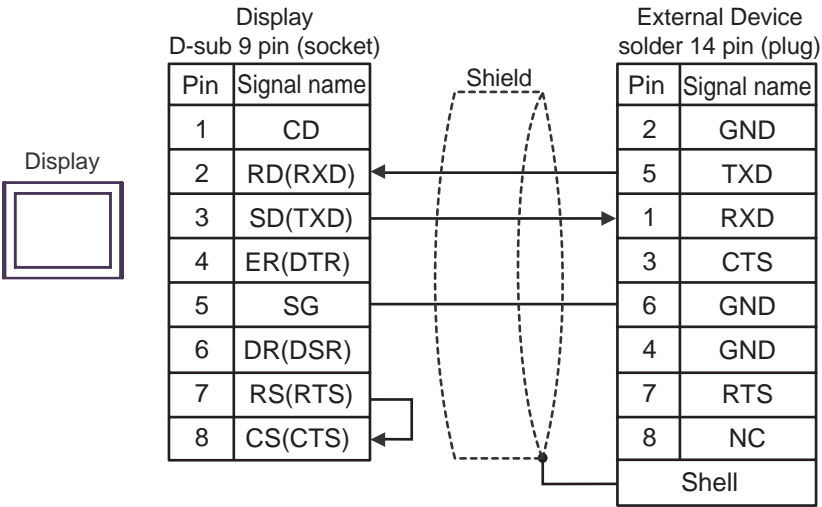 Display
D-sub 9 pin (socket)
External Device
solder 14 pin (plug)
Shield
Display
Pin Signal name
1 CD
2 RD(RXD)
3 SD(TXD)
4 ER(DTR)
5 SG
6 DR(DSR)
7 RS(RTS)
8 CS(CTS)
Pin Signal name
2 GND
5 TXD
1 RXD
3 CTS
6 GND
4 GND
7 RTS
8 NC
Shell